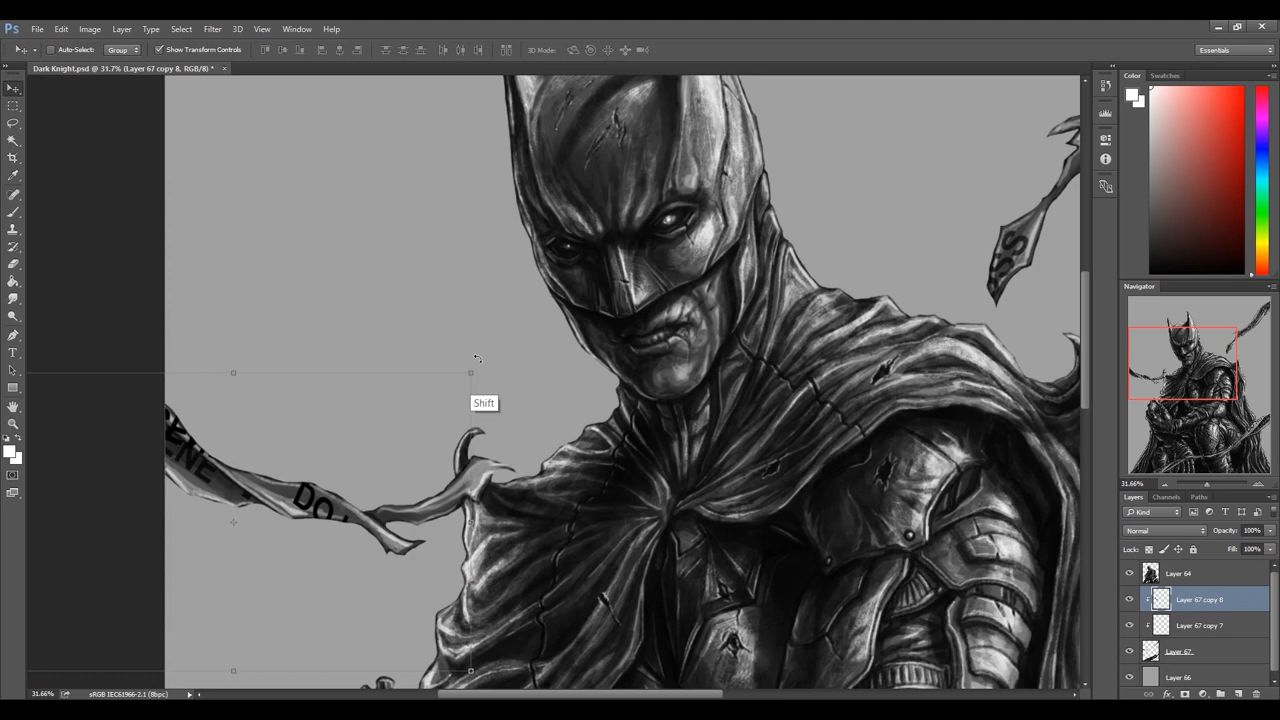 Ps File Edit Image Layer Type Select Filter 3D View Window Help
Auto-Select: Group Show Transform Controls 3D Mode: Essentials
Dark Knight.psd @ 31.7% (Layer 67 copy 8, RGB/8) * ×
Color Swatches
SS
Navigator
Shift
ENE
DO
31.66%
Layers Channels Paths
Kind
Normal Opacity: 100%
Lock: Fill: 100%
Layer 64
Layer 67 copy 8
Layer 67 copy 7
Layer 67
Layer 66
31.66% sRGB IEC61966-2.1 (8bpc)